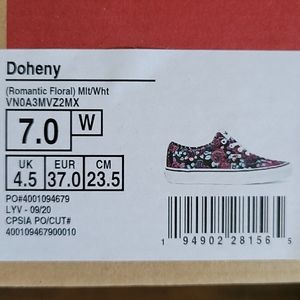 Doheny
(Romantic Floral) Mlt/Wht
VN0A3MVZ2MX
7.0 W
UK EUR CM
4.5 37.0 23.5
PO#4001094679
LYV - 09/20
CPSIA PO/CUT#
400109467900010
1 94902 28156 5